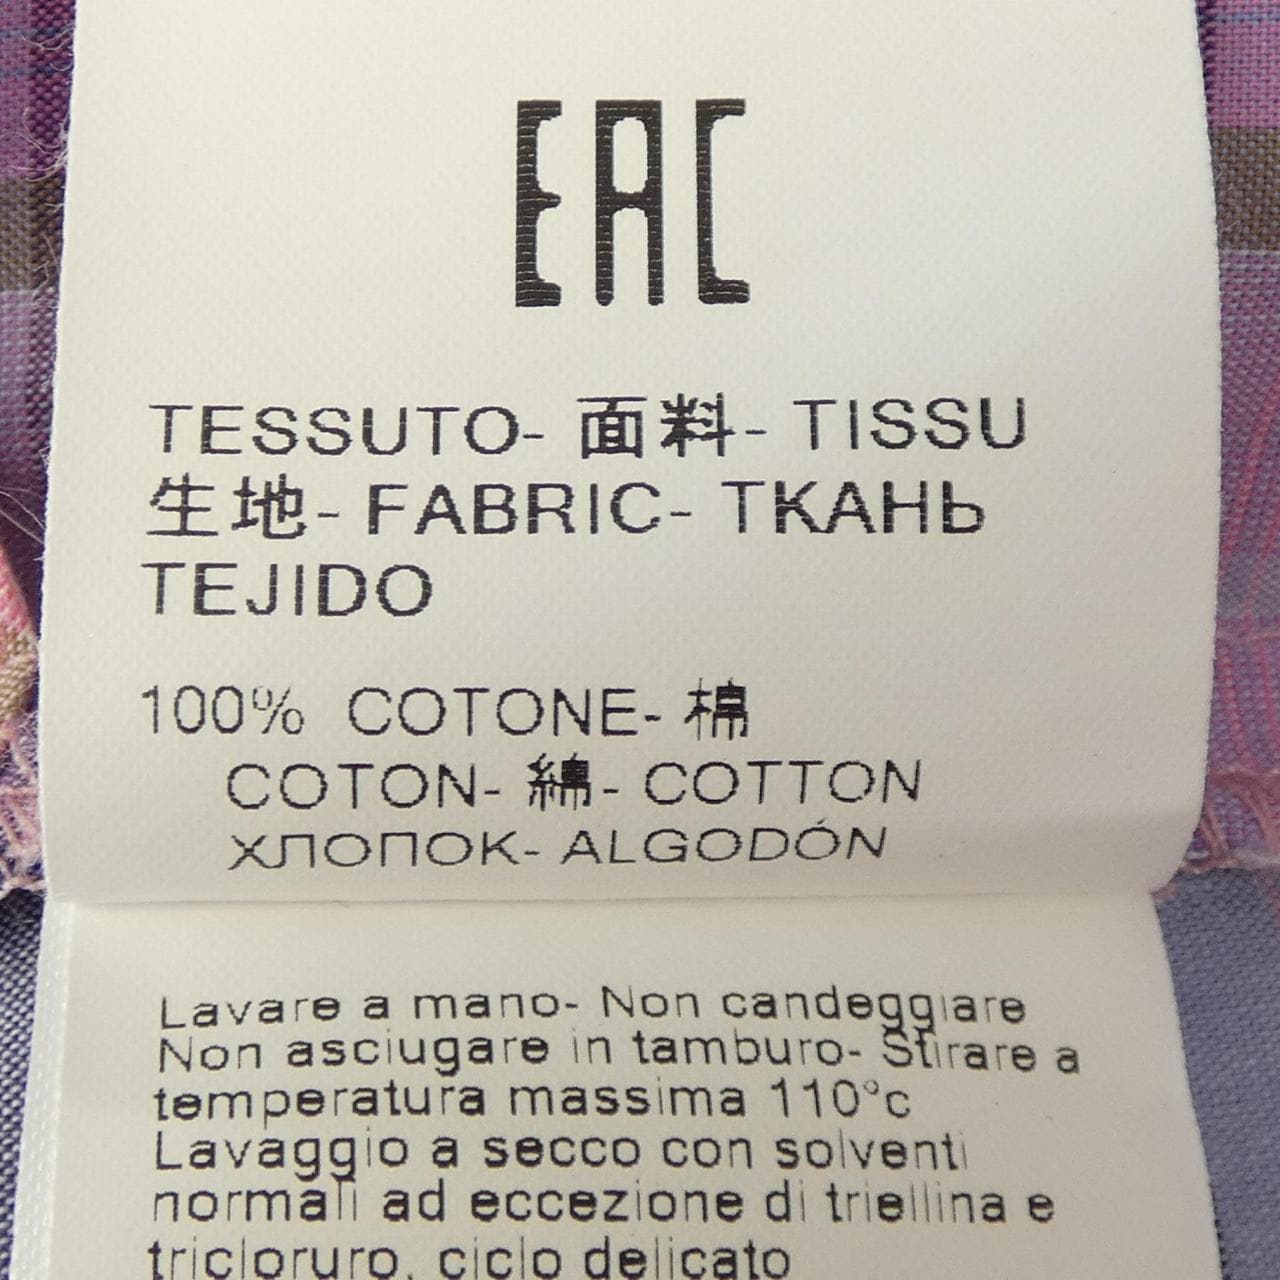 EAC
TESSUTO- 面料- TISSU
生地- FABRIC- ТКАНЬ
TEJIDO
100% COTONE- 棉
COTON- 綿- COTTON
ХЛОПОК- ALGODÓN
Lavare a mano- Non candeggiare
Non asciugare in tamburo- Stirare a
temperatura massima 110°c
Lavaggio a secco con solventi
normali ad eccezione di triellina e
tricloruro, ciclo delicato